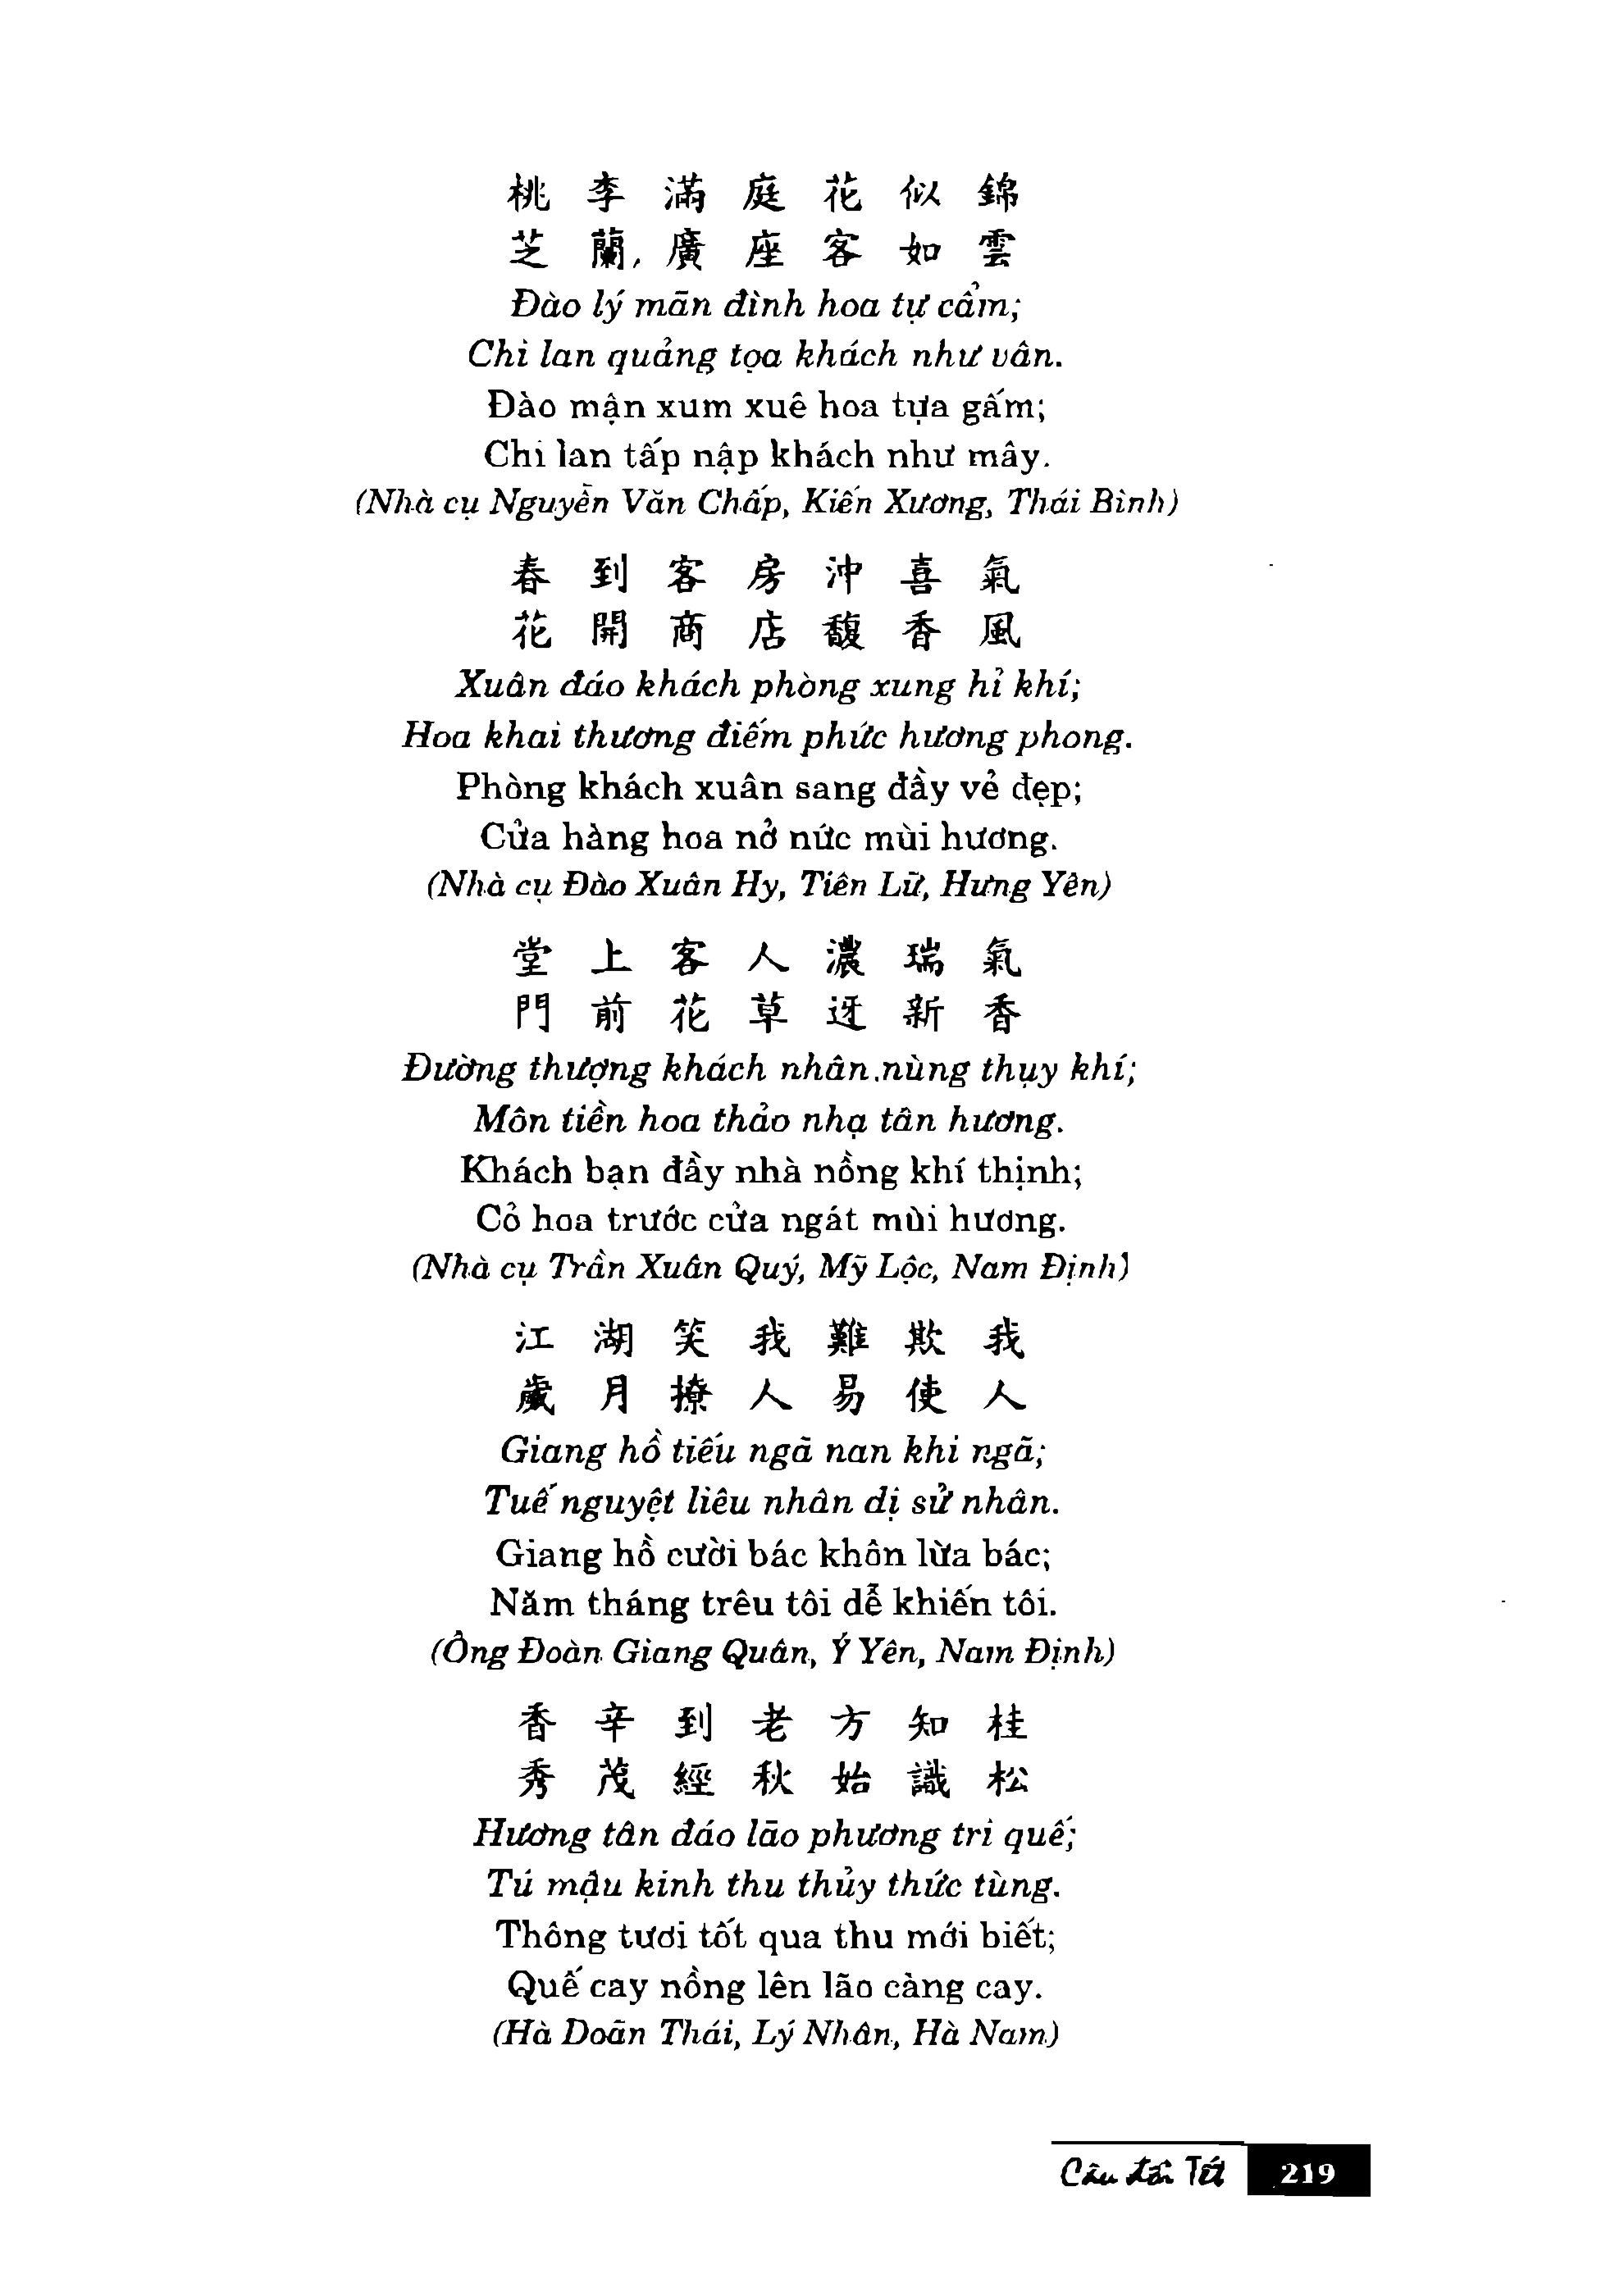 桃李滿庭花似錦
芝蘭廣座客如雲
Đào lý mãn đình hoa tự cẩm;
Chi lan quảng tọa khách như vân.
Đào mận xum xuê hoa tựa gấm;
Chi lan tấp nập khách như mây.
(Nhà cụ Nguyễn Văn Chấp, Kiến Xương, Thái Bình)
春到客房沖喜氣
花開商店馥香風
Xuân đáo khách phòng xung hỉ khí;
Hoa khai thương điếm phức hương phong.
Phòng khách xuân sang đầy vẻ đẹp;
Cửa hàng hoa nở nức mùi hương.
(Nhà cụ Đào Xuân Hy, Tiên Lữ, Hưng Yên)
堂上客人濃瑞氣
門前花草迓新香
Đường thượng khách nhân nùng thụy khí;
Môn tiền hoa thảo nhạ tân hương.
Khách bạn đầy nhà nồng khí thịnh;
Cỏ hoa trước cửa ngát mùi hương.
(Nhà cụ Trần Xuân Quý, Mỹ Lộc, Nam Định)
江湖笑我難欺我
歲月撩人易使人
Giang hồ tiếu ngã nan khi ngã;
Tuế nguyệt liêu nhân dị sử nhân.
Giang hồ cười bác khôn lừa bác;
Năm tháng trêu tôi dễ khiến tôi.
(Ông Đoàn Giang Quân, Ý Yên, Nam Định)
香辛到老方知桂
秀茂經秋始識松
Hương tân đáo lão phương tri quế;
Tú mậu kinh thu thủy thức tùng.
Thông tươi tốt qua thu mới biết;
Quế cay nồng lên lão càng cay.
(Hà Doãn Thái, Lý Nhân, Hà Nam)
Câu đối Tết 219